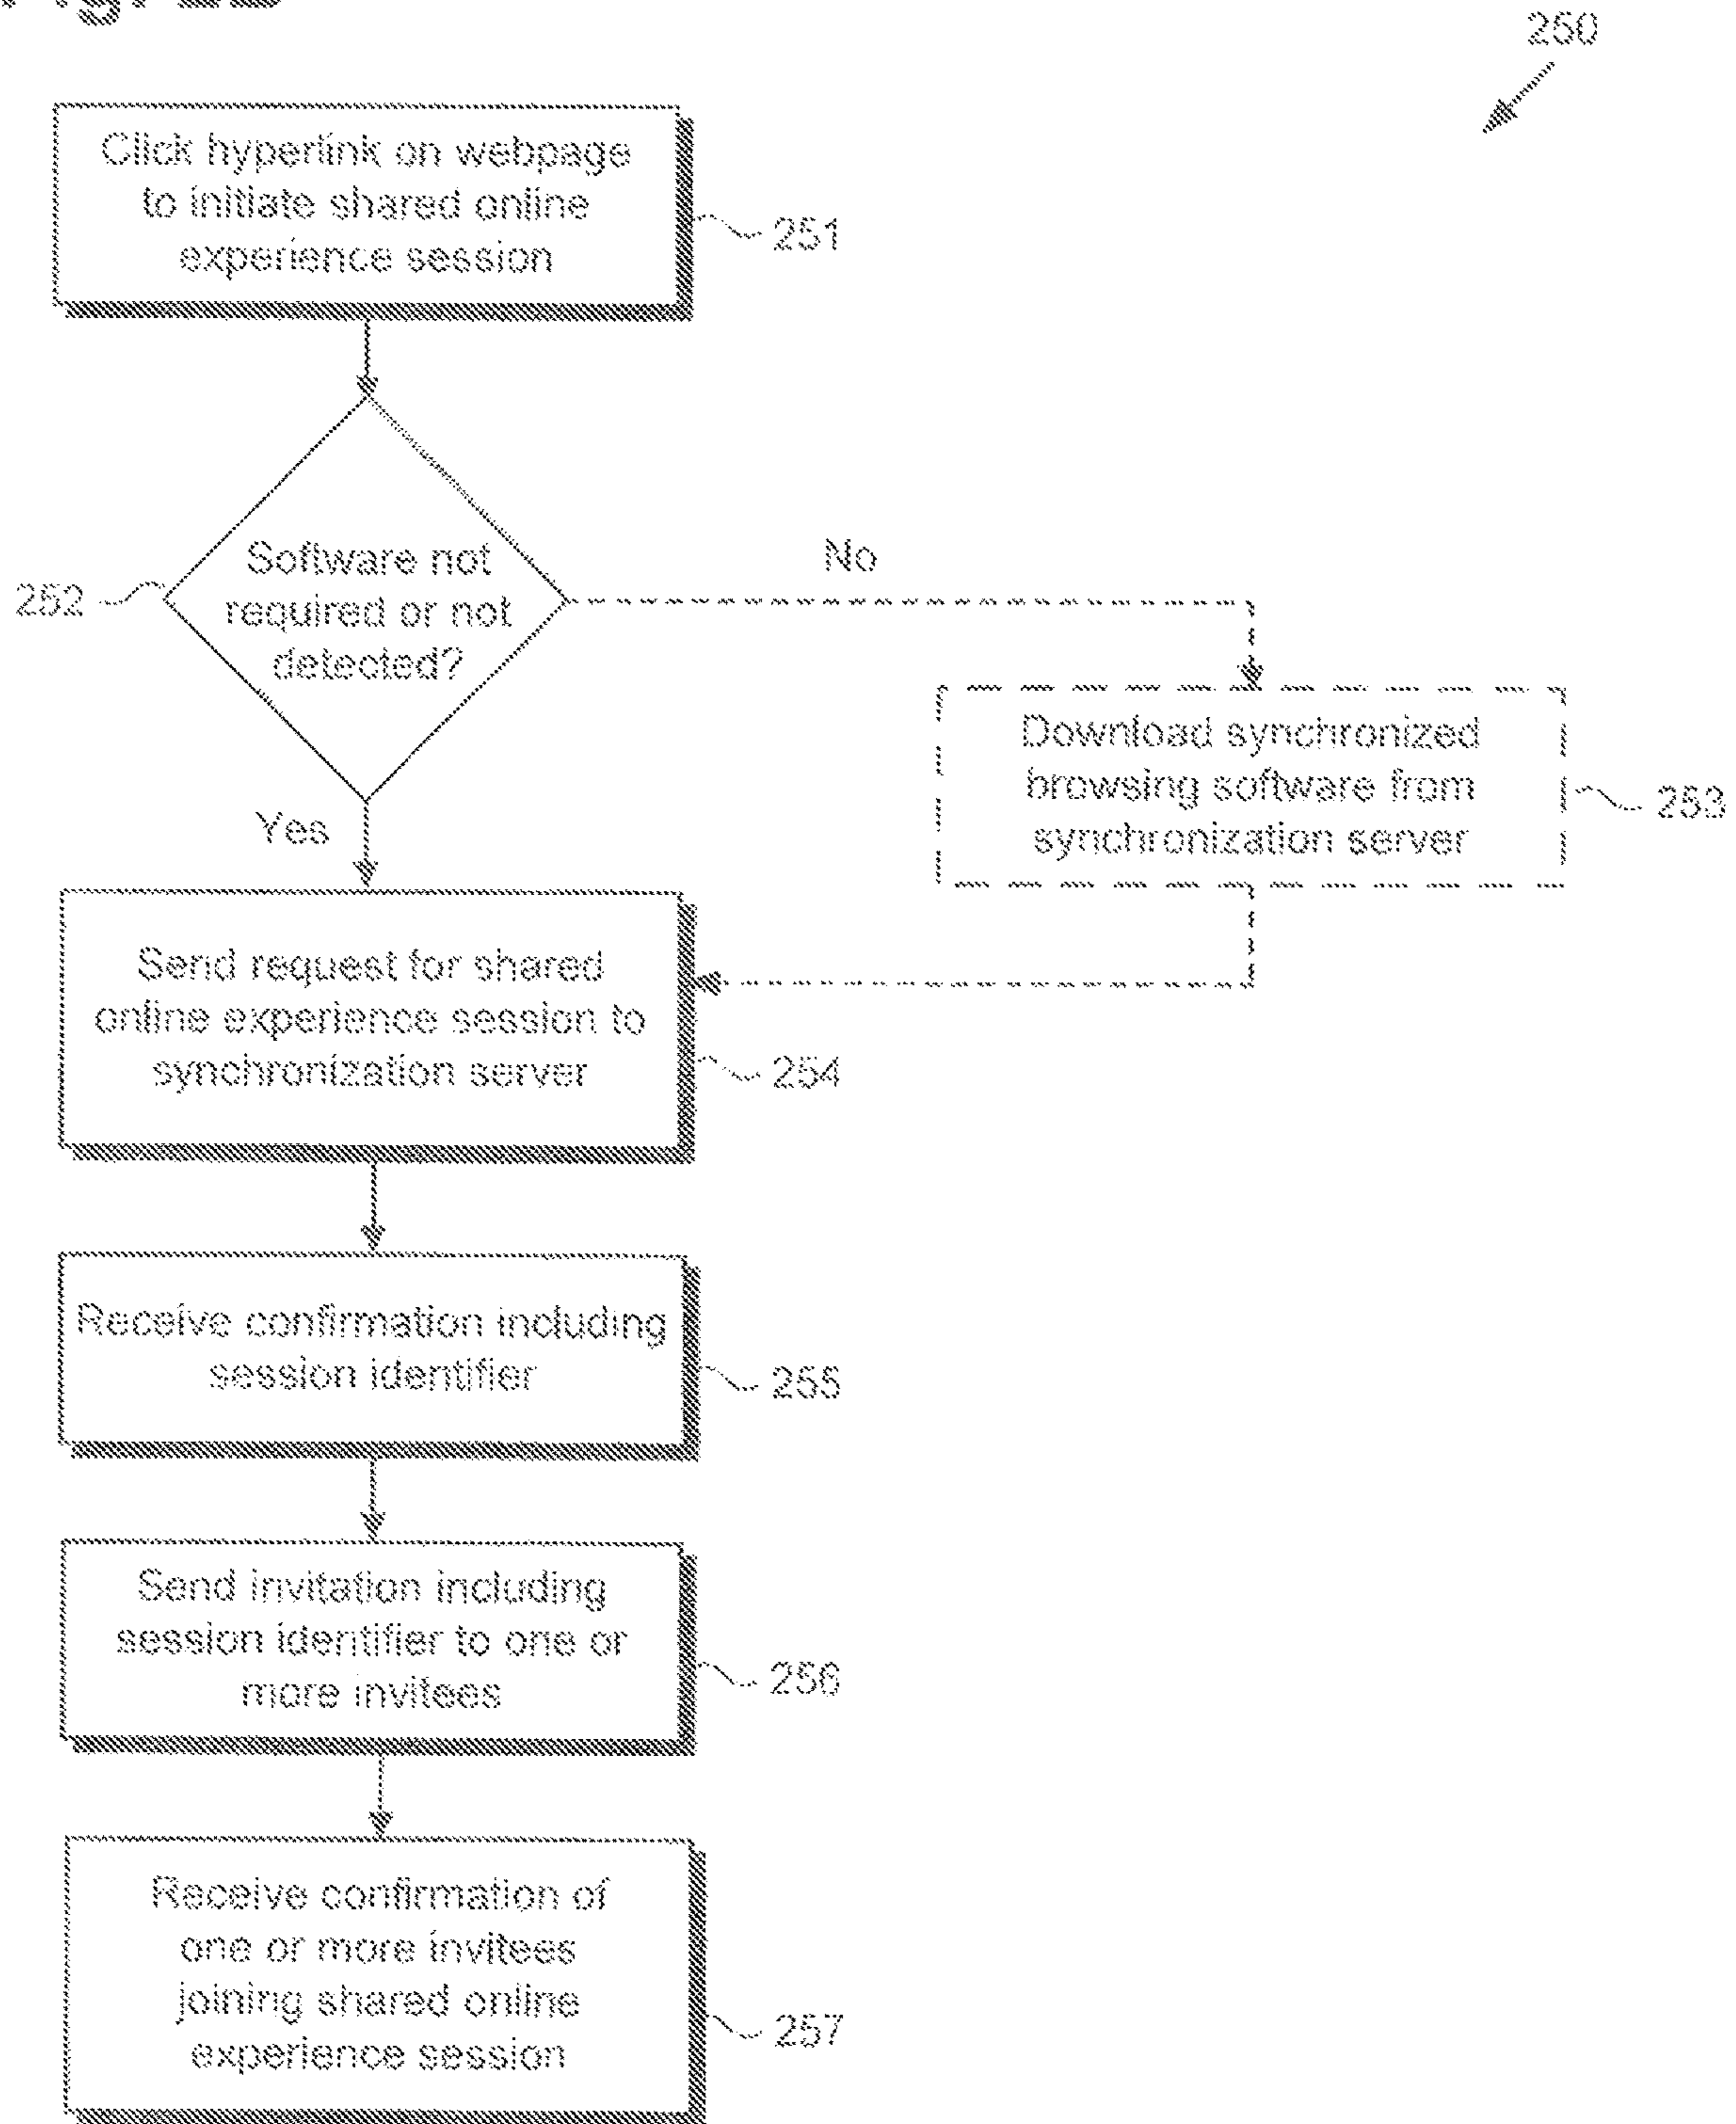 250
Click hyperlink on webpage
to initiate shared online
experience session
251
Software not
required or not
detected?
252
No
Download synchronized
browsing software from
synchronization server
253
Yes
Send request for shared
online experience session to
synchronization server
254
Receive confirmation including
session identifier
255
Send invitation including
session identifier to one or
more invitees
256
Receive confirmation of
one or more invitees
joining shared online
experience session
257